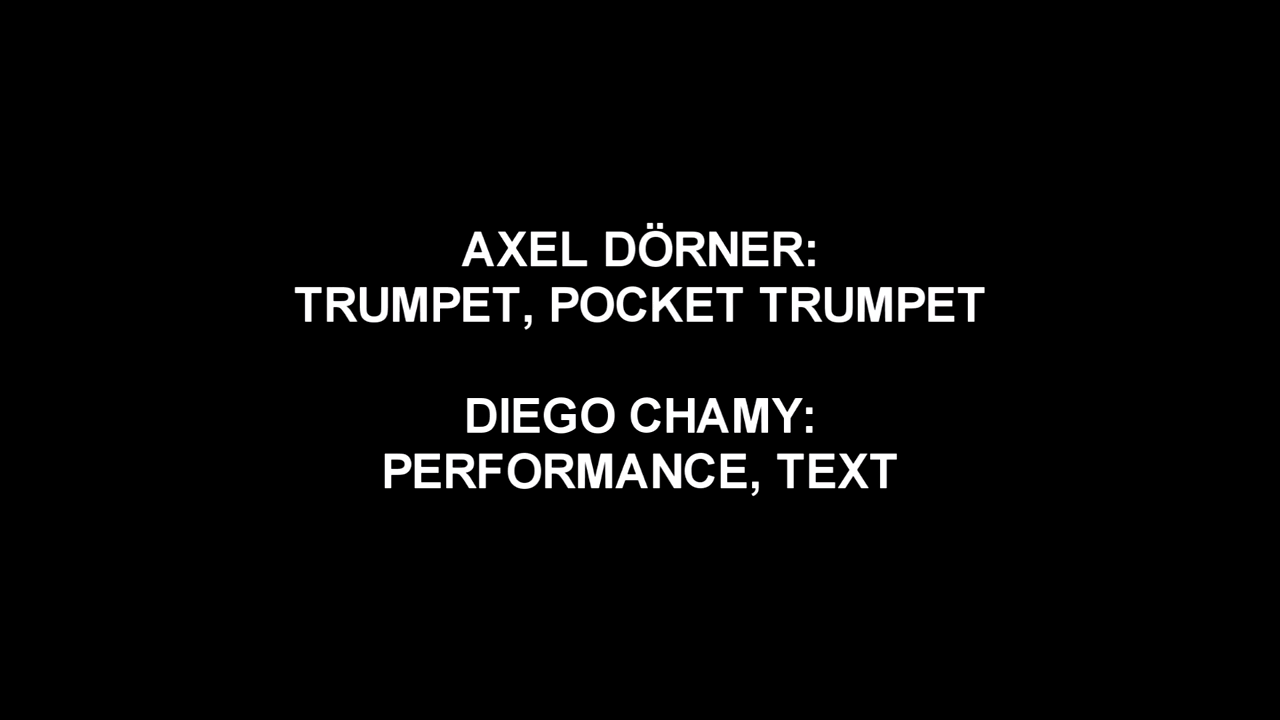 AXEL DÖRNER:
TRUMPET, POCKET TRUMPET
DIEGO CHAMY:
PERFORMANCE, TEXT